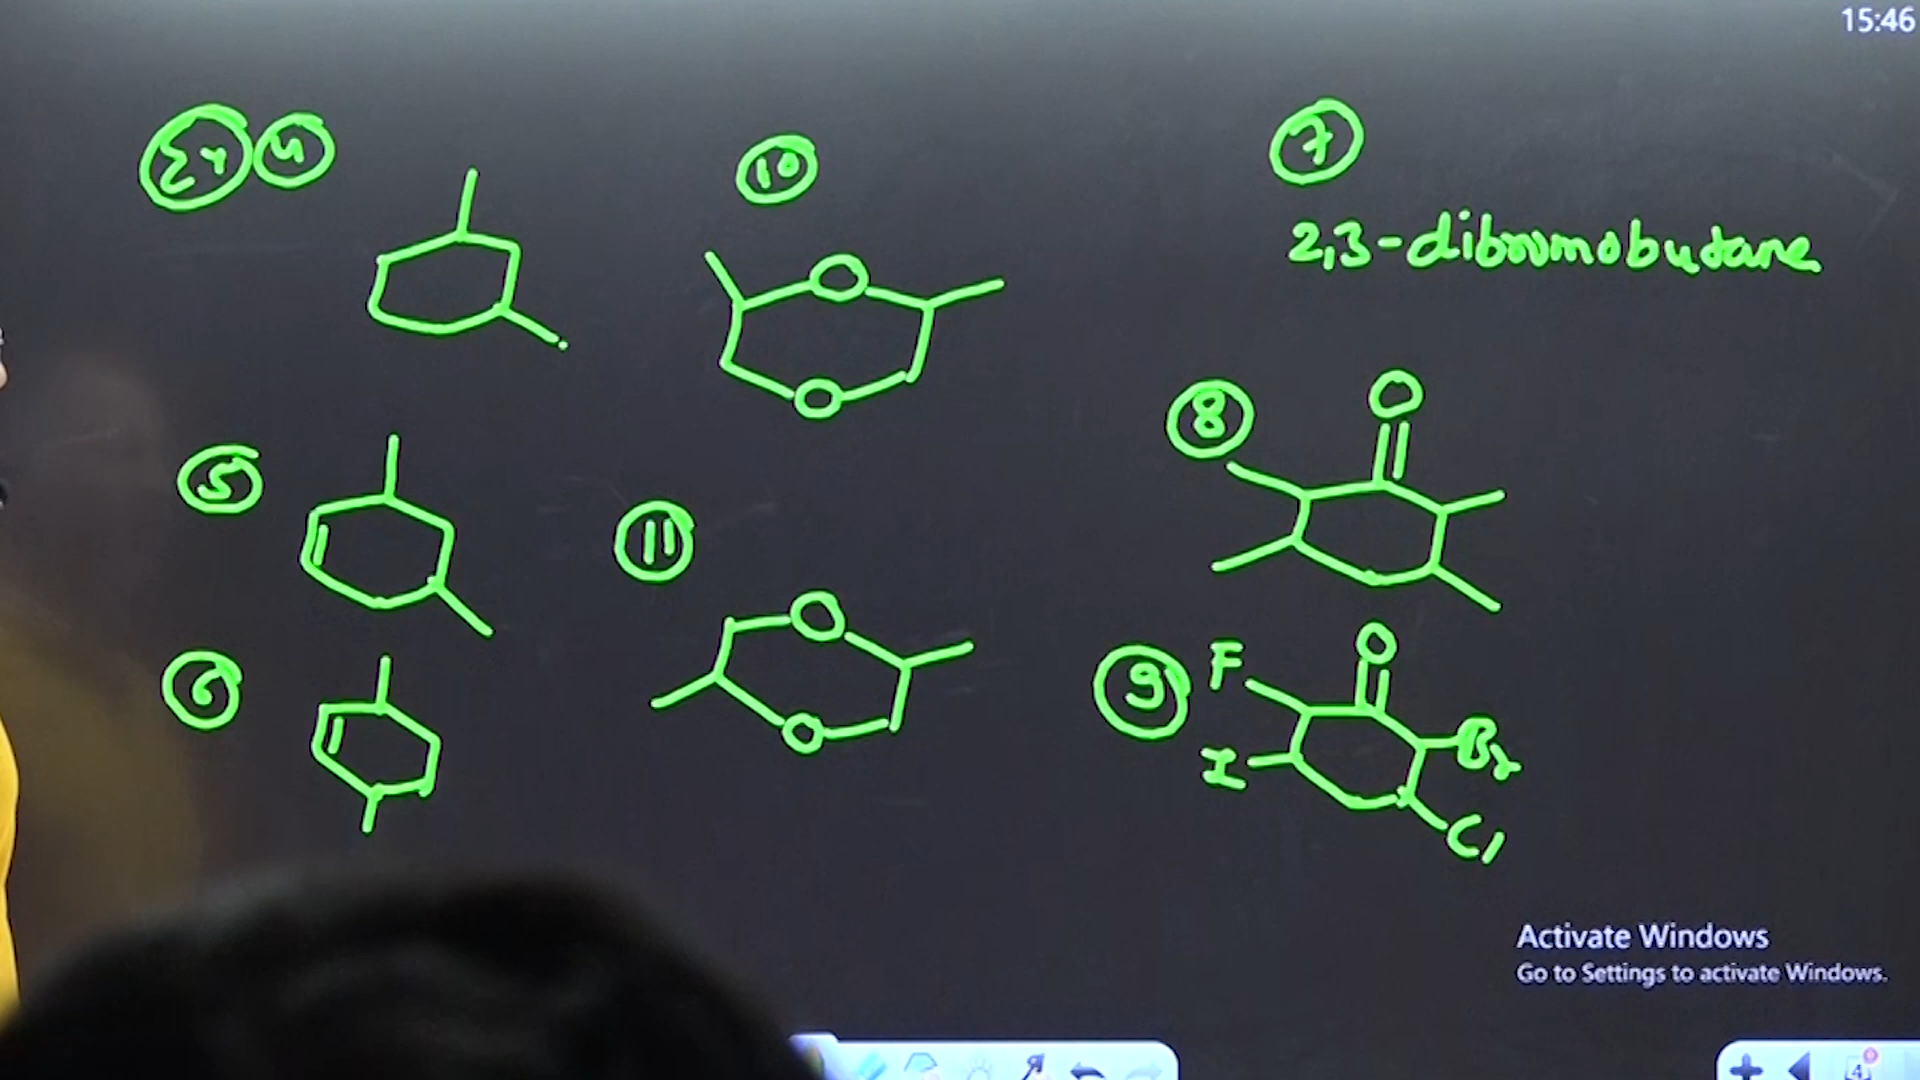 15:46
Ex 4
10
7
2,3-dibromobutane
8
O
O
O
5
11
O
O
6
9
F
O
I
Br
Cl
Activate Windows
Go to Settings to activate Windows.
4